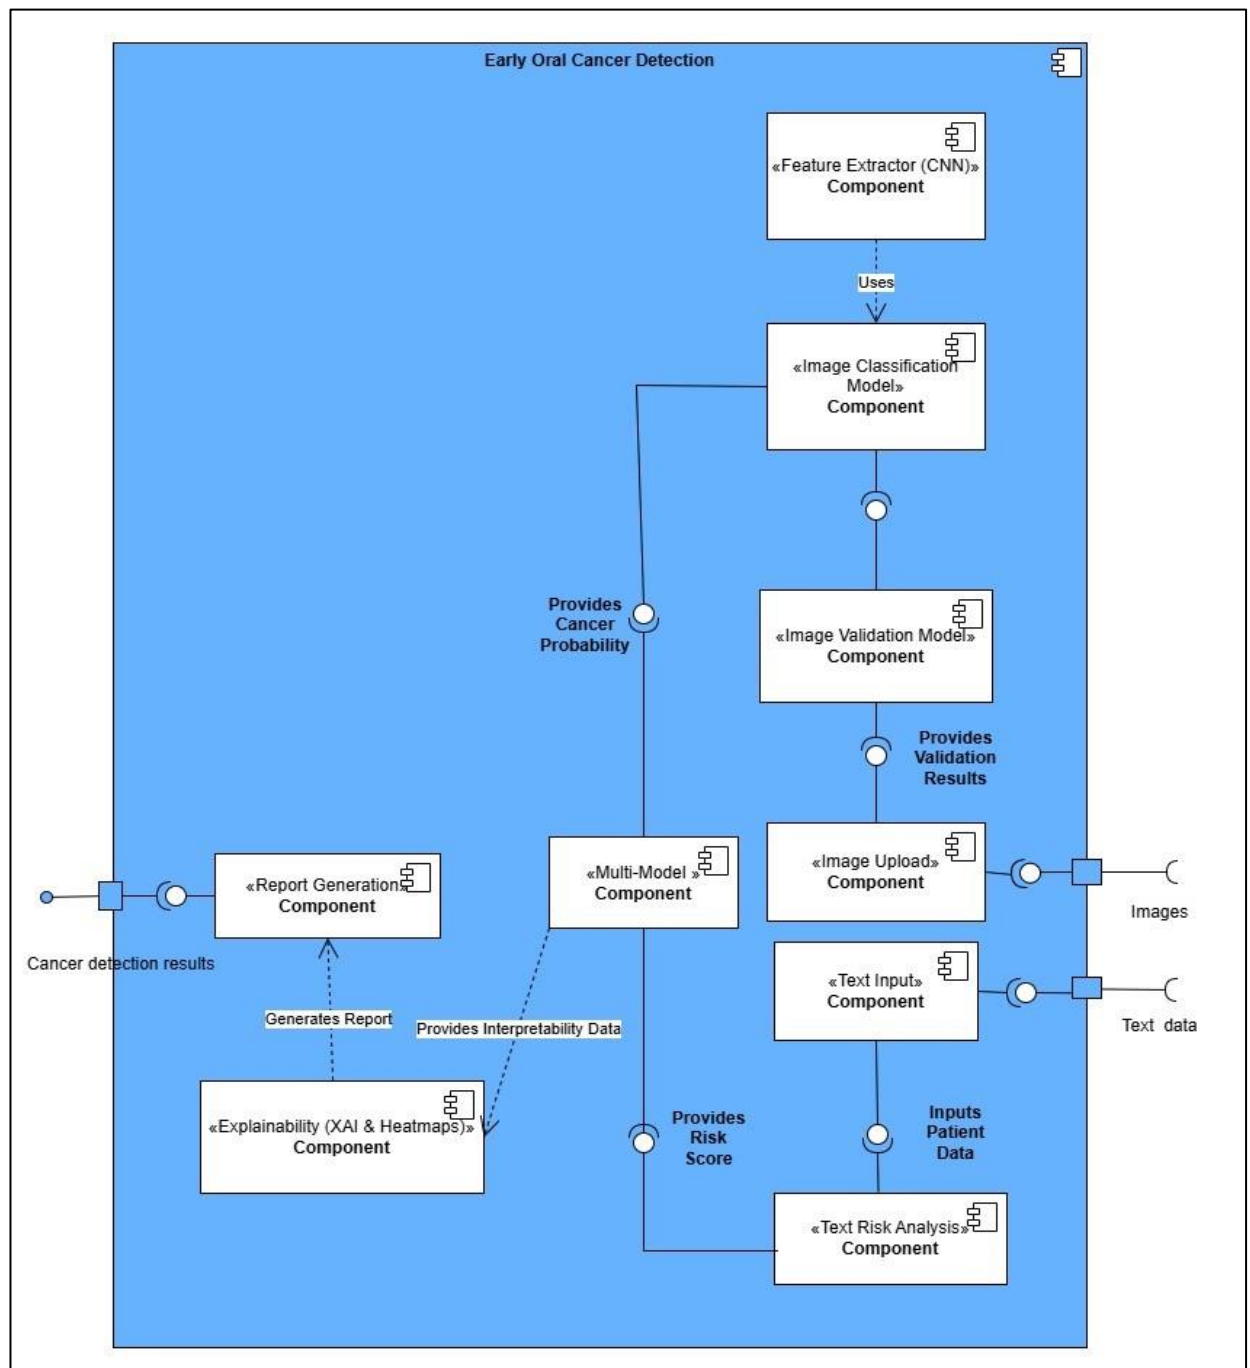 Early Oral Cancer Detection
«Feature Extractor (CNN)»
Component
Uses
«Image Classification
Model»
Component
Provides
Cancer
Probability
«Image Validation Model»
Component
Provides
Validation
Results
«Image Upload»
Component
Images
«Multi-Model »
Component
«Report Generation»
Component
Cancer detection results
«Text Input»
Component
Text data
Generates Report
Provides Interpretability Data
«Explainability (XAI & Heatmaps)»
Component
Provides
Risk
Score
Inputs
Patient
Data
«Text Risk Analysis»
Component